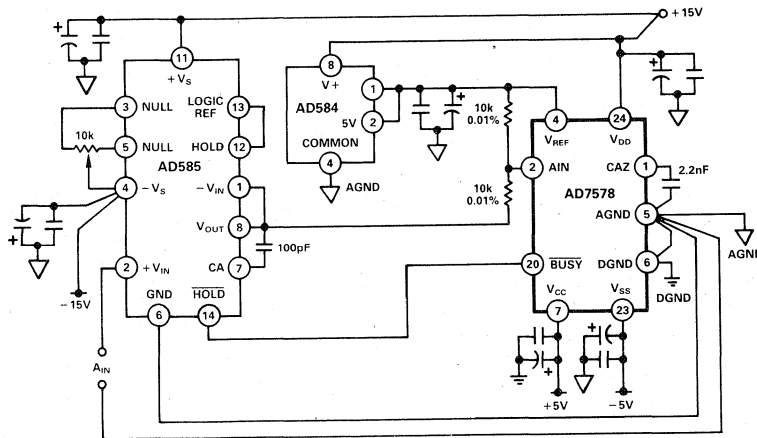 +15V
11
+VS
3 NULL
LOGIC REF 13
10k
5 NULL
HOLD 12
AD585
4 −VS
−VIN 1
VOUT 8
100pF
CA 7
2 +VIN
−15V
GND
HOLD
6
14
AIN
8
V+
1
AD584
5V
2
COMMON
4
AGND
10k
0.01%
10k
0.01%
4
VREF
24
VDD
2 AIN
CAZ 1
2.2nF
AD7578
AGND 5
AGN
20 BUSY
DGND 6
DGND
VCC
7
VSS
23
+5V
−5V